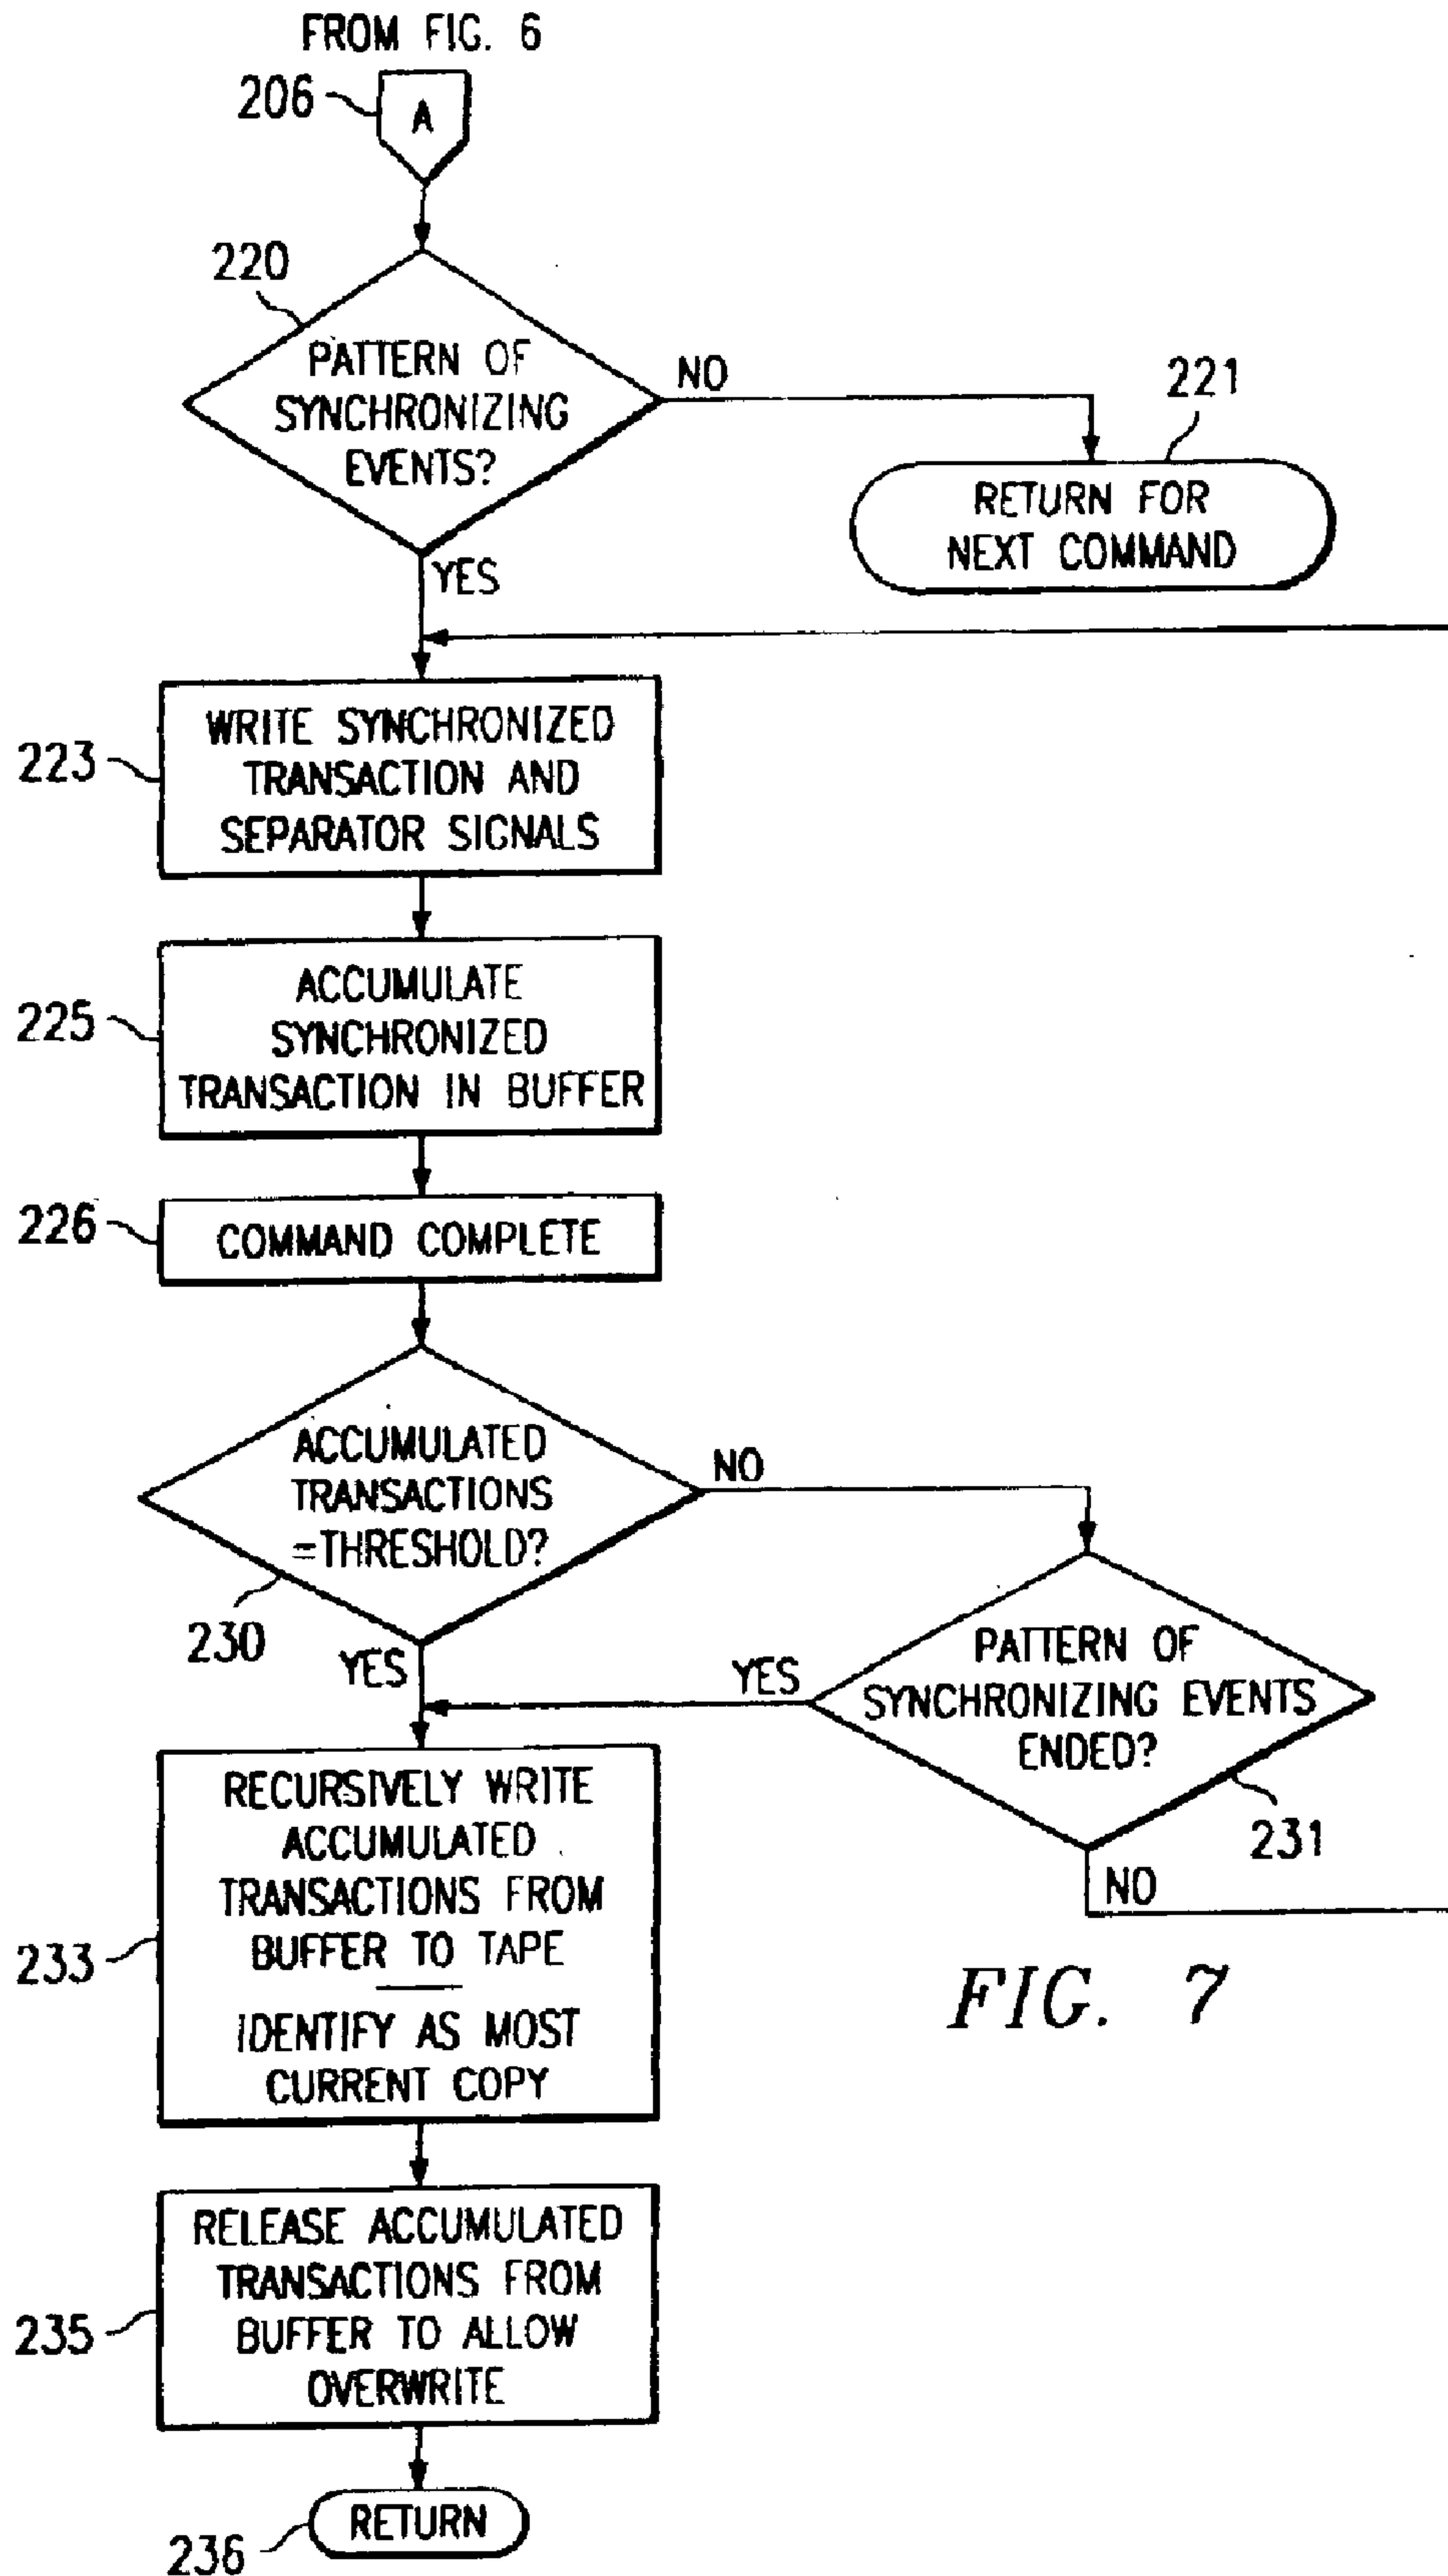 FROM FIG. 6
206
A
220
PATTERN OF
SYNCHRONIZING
EVENTS?
NO
221
RETURN FOR
NEXT COMMAND
YES
223
WRITE SYNCHRONIZED
TRANSACTION AND
SEPARATOR SIGNALS
225
ACCUMULATE
SYNCHRONIZED
TRANSACTION IN BUFFER
226
COMMAND COMPLETE
ACCUMULATED
TRANSACTIONS
=THRESHOLD?
NO
230
YES
PATTERN OF
SYNCHRONIZING EVENTS
ENDED?
YES
231
NO
233
RECURSIVELY WRITE
ACCUMULATED
TRANSACTIONS FROM
BUFFER TO TAPE
IDENTIFY AS MOST
CURRENT COPY
FIG. 7
235
RELEASE ACCUMULATED
TRANSACTIONS FROM
BUFFER TO ALLOW
OVERWRITE
236
RETURN